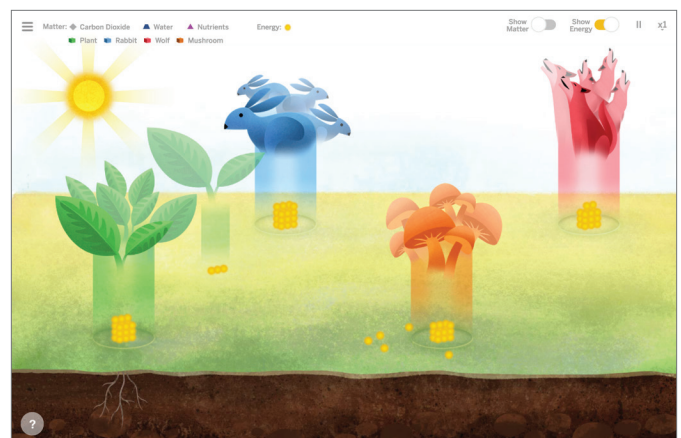 Matter: Carbon Dioxide Water Nutrients Energy:
Plant Rabbit Wolf Mushroom
Show Matter
Show Energy
x1
?